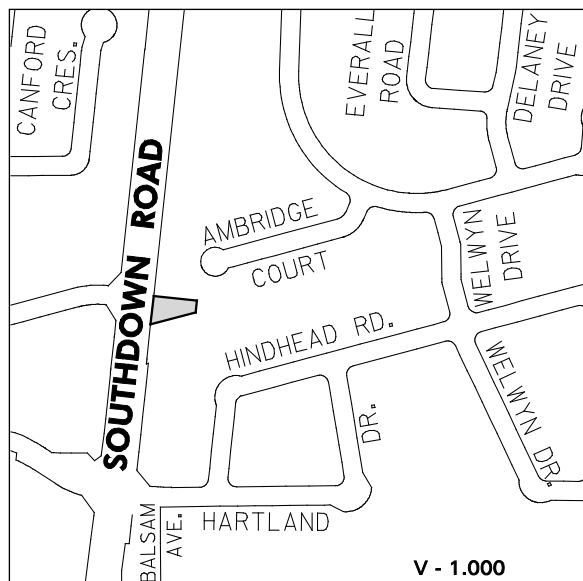 CANFORD
CRES.
EVERALL
ROAD
DELANEY
DRIVE
SOUTHDOWN ROAD
AMBRIDGE
COURT
WELWYN
DRIVE
HINDHEAD RD.
WELWYN DR.
DR.
BALSAM
AVE.
HARTLAND
V - 1.000